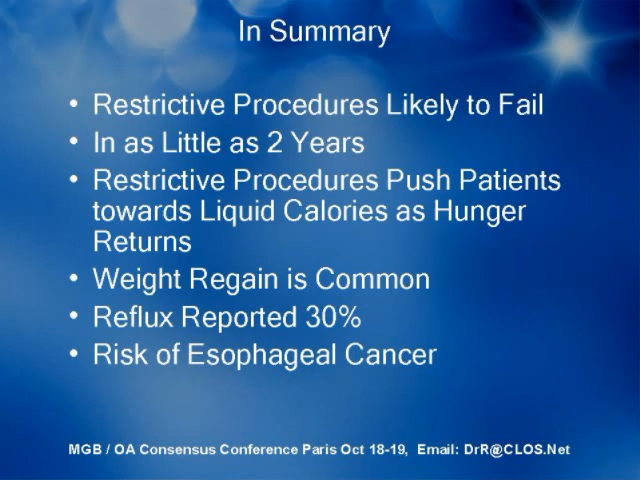 In Summary
• Restrictive Procedures Likely to Fail
• In as Little as 2 Years
• Restrictive Procedures Push Patients
towards Liquid Calories as Hunger
Returns
• Weight Regain is Common
• Reflux Reported 30%
• Risk of Esophageal Cancer
MGB / OA Consensus Conference Paris Oct 18-19, Email: DrR@CLOS.Net